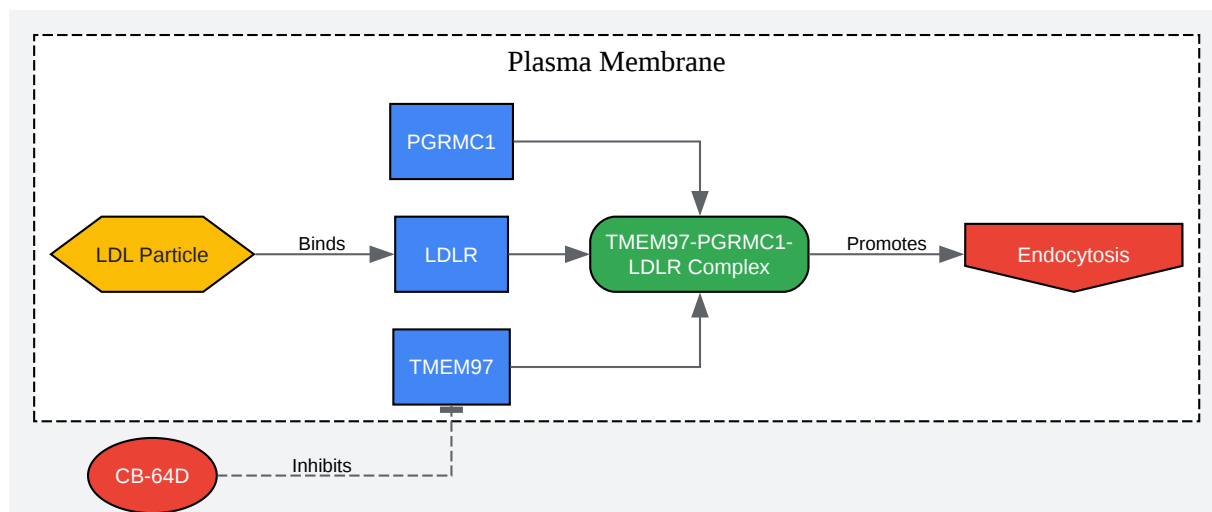 Plasma Membrane
PGRMC1
LDL Particle
Binds
LDLR
TMEM97-PGRMC1-
LDLR Complex
Promotes
Endocytosis
TMEM97
CB-64D
Inhibits